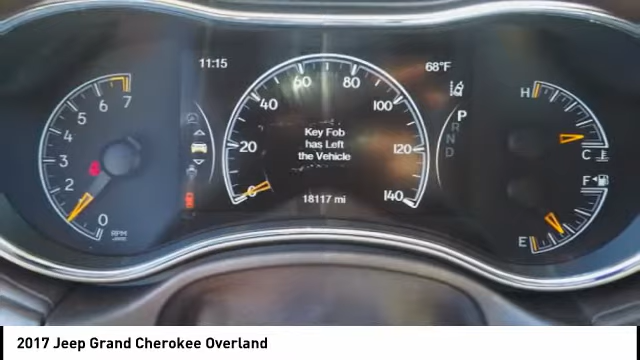 11:15
68°F
7
6
5
4
3
2
0
RPM
20
40
60
80
100
120
140
0
Key Fob
has Left
the Vehicle
18117 mi
P
R
N
D
H
C
F
E
2017 Jeep Grand Cherokee Overland